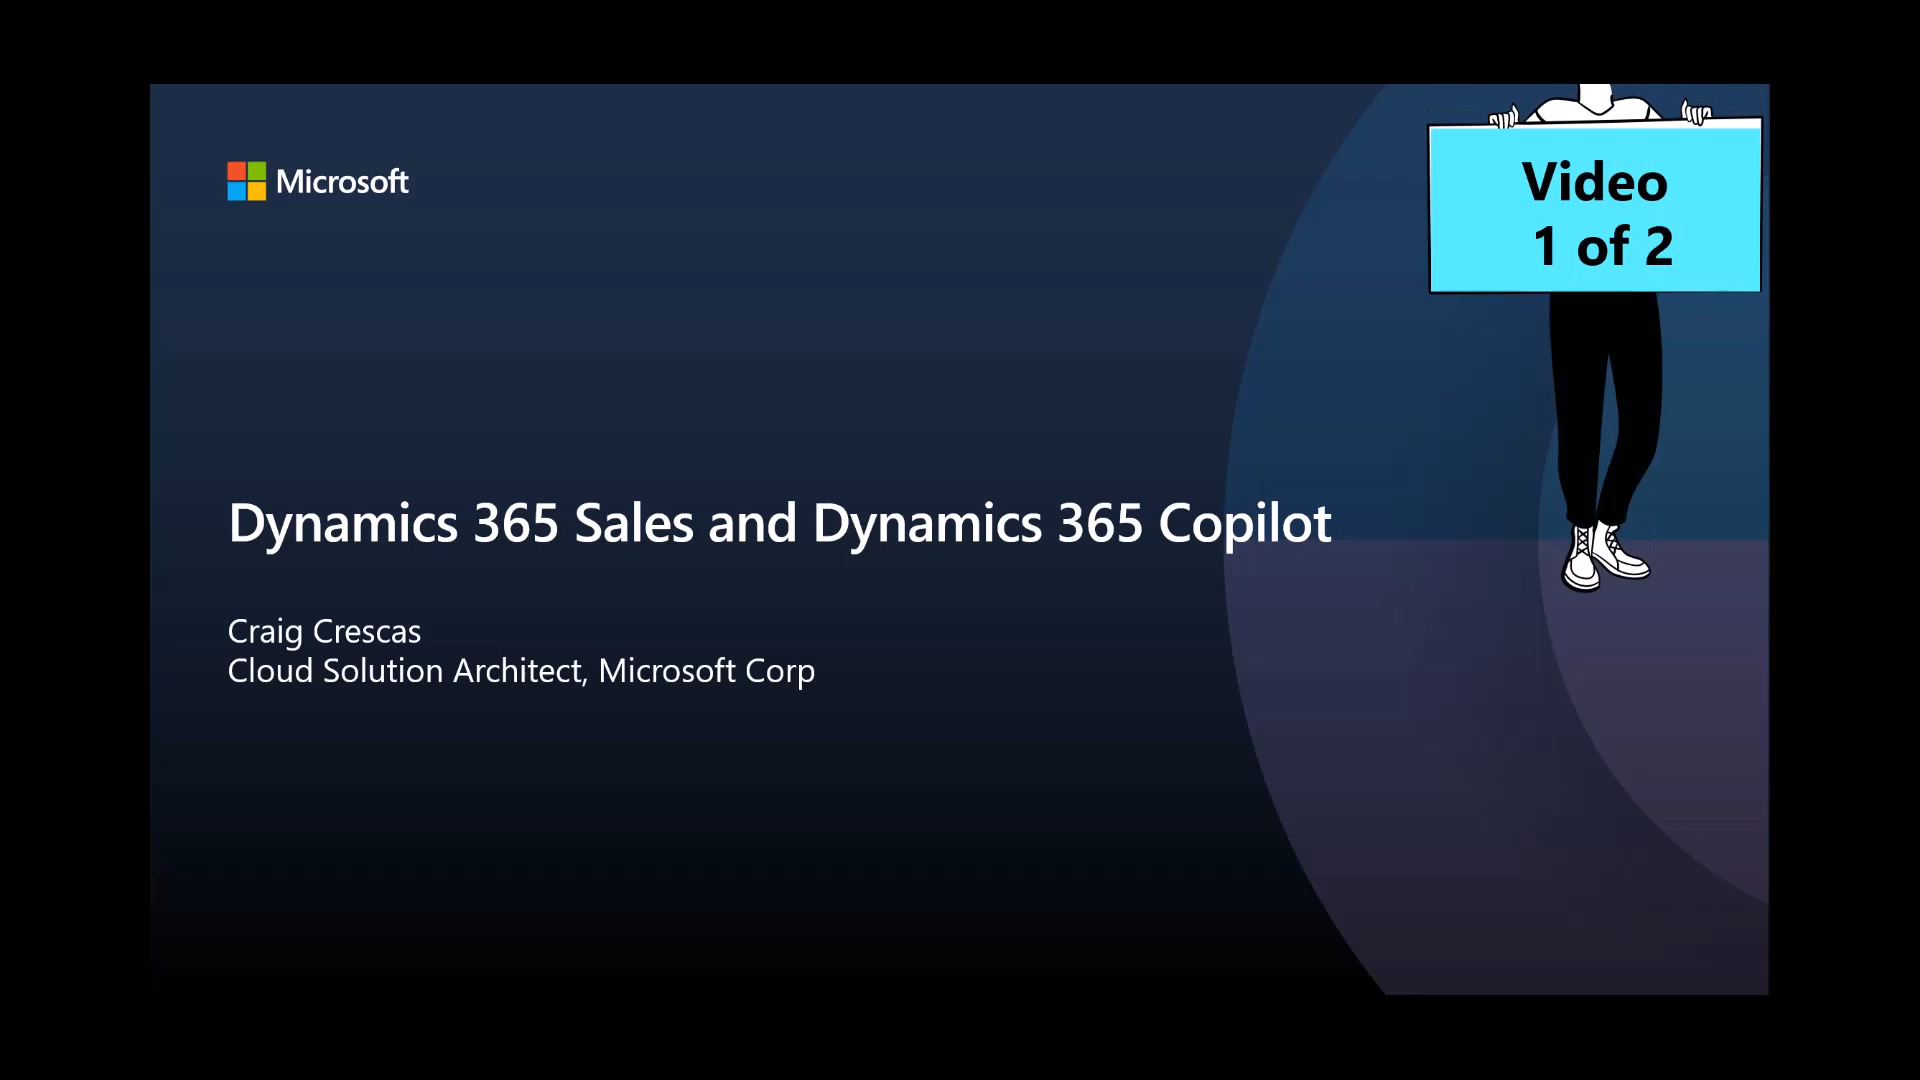 Microsoft
Video
1 of 2
Dynamics 365 Sales and Dynamics 365 Copilot
Craig Crescas
Cloud Solution Architect, Microsoft Corp